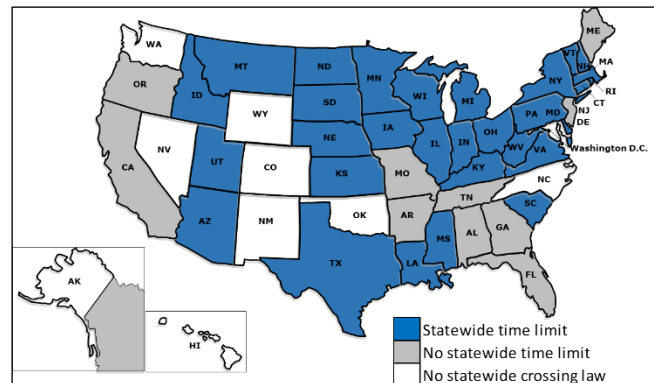 WA
MT
ND
MN
ME
VT
NH
MA
OR
ID
SD
WI
MI
NY
RI
CT
WY
IA
NE
PA
NJ
MD
DE
NV
UT
CO
IL
IN
OH
WV
VA
Washington D.C.
CA
KS
MO
KY
NC
AZ
NM
OK
AR
TN
SC
MS
AL
GA
TX
LA
FL
AK
HI
Statewide time limit
No statewide time limit
No statewide crossing law